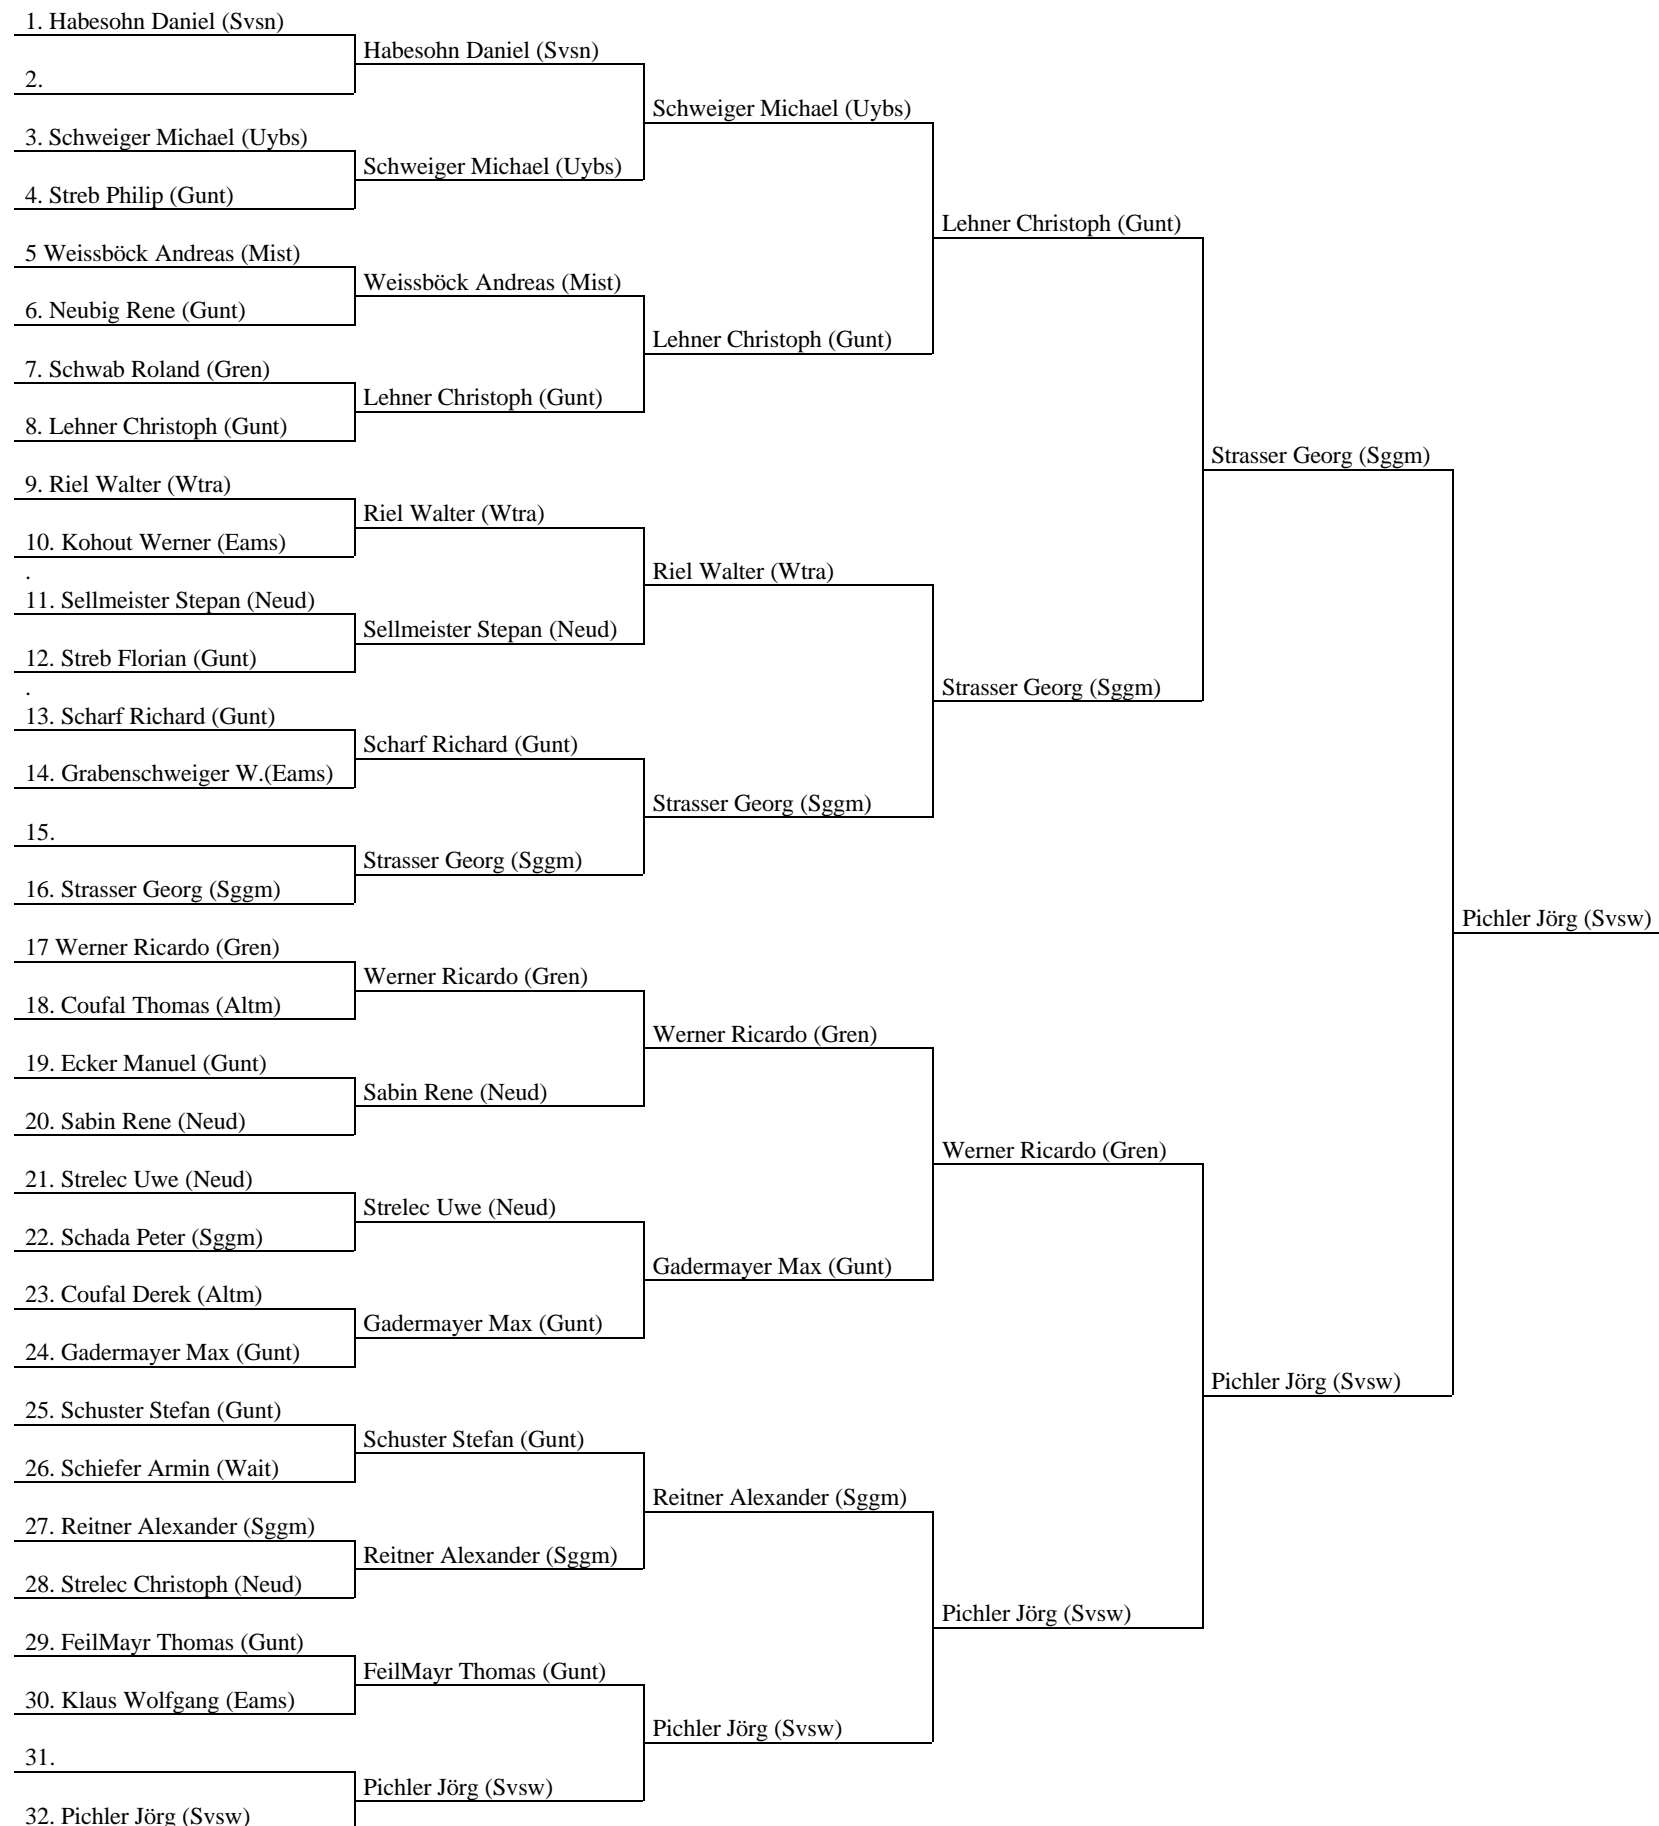 1. Habesohn Daniel (Svsn)
Habesohn Daniel (Svsn)
2.
Schweiger Michael (Uybs)
3. Schweiger Michael (Uybs)
Schweiger Michael (Uybs)
4. Streb Philip (Gunt)
Lehner Christoph (Gunt)
5 Weissböck Andreas (Mist)
Weissböck Andreas (Mist)
6. Neubig Rene (Gunt)
Lehner Christoph (Gunt)
7. Schwab Roland (Gren)
Lehner Christoph (Gunt)
8. Lehner Christoph (Gunt)
Strasser Georg (Sggm)
9. Riel Walter (Wtra)
Riel Walter (Wtra)
10. Kohout Werner (Eams)
.
Riel Walter (Wtra)
11. Sellmeister Stepan (Neud)
Sellmeister Stepan (Neud)
12. Streb Florian (Gunt)
.
Strasser Georg (Sggm)
13. Scharf Richard (Gunt)
Scharf Richard (Gunt)
14. Grabenschweiger W.(Eams)
Strasser Georg (Sggm)
15.
Strasser Georg (Sggm)
16. Strasser Georg (Sggm)
Pichler Jörg (Svsw)
17 Werner Ricardo (Gren)
Werner Ricardo (Gren)
18. Coufal Thomas (Altm)
Werner Ricardo (Gren)
19. Ecker Manuel (Gunt)
Sabin Rene (Neud)
20. Sabin Rene (Neud)
Werner Ricardo (Gren)
21. Strelec Uwe (Neud)
Strelec Uwe (Neud)
22. Schada Peter (Sggm)
Gadermayer Max (Gunt)
23. Coufal Derek (Altm)
Gadermayer Max (Gunt)
24. Gadermayer Max (Gunt)
Pichler Jörg (Svsw)
25. Schuster Stefan (Gunt)
Schuster Stefan (Gunt)
26. Schiefer Armin (Wait)
Reitner Alexander (Sggm)
27. Reitner Alexander (Sggm)
Reitner Alexander (Sggm)
28. Strelec Christoph (Neud)
Pichler Jörg (Svsw)
29. FeilMayr Thomas (Gunt)
FeilMayr Thomas (Gunt)
30. Klaus Wolfgang (Eams)
Pichler Jörg (Svsw)
31.
Pichler Jörg (Svsw)
32. Pichler Jörg (Svsw)